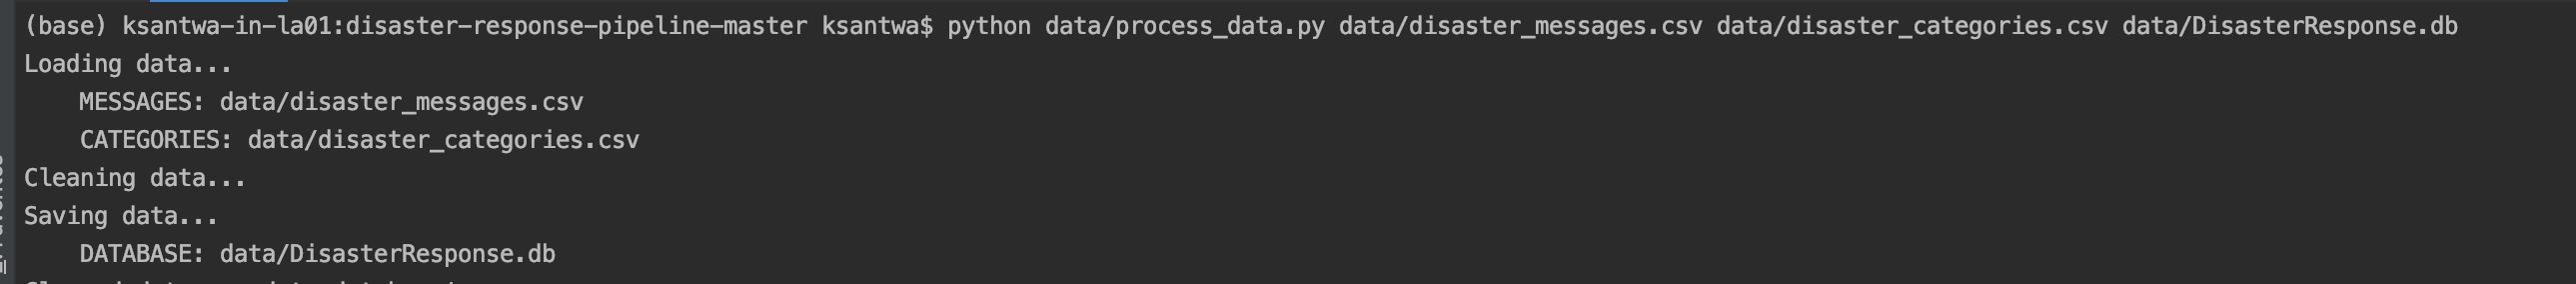 (base) ksantwa-in-la01:disaster-response-pipeline-master ksantwa$ python data/process_data.py data/disaster_messages.csv data/disaster_categories.csv data/DisasterResponse.db
Loading data...
    MESSAGES: data/disaster_messages.csv
    CATEGORIES: data/disaster_categories.csv
Cleaning data...
Saving data...
    DATABASE: data/DisasterResponse.db